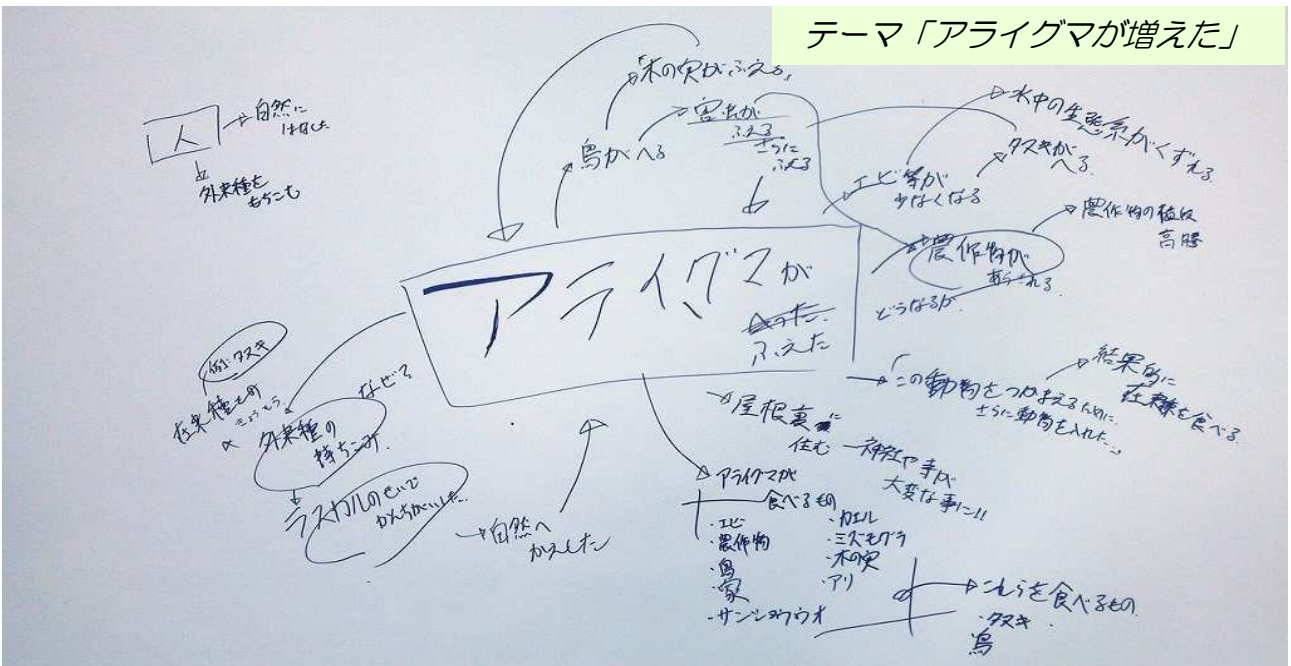 テーマ「アライグマが増えた」
人
自然に
はなした
外来種を
もちこむ
木の実がふえる
鳥がへる
害虫が
ふえる
さらに
ふえる
エビ等が
少なくなる
水中の生態系がくずれる
タヌキが
へる
農作物が
あらされる
農作物の
高騰
どうなるか
アライグマが
へった
ふえた
この動物をつかまえるために
さらに動物を入れた…
結果的に
在来種を食べる
なぜ?
外来種の
持ちこみ
例:タヌキ
在来種との
きょうそう
ラスカルのせいで
かんちがいした…
自然へ
かえした
屋根裏に
住む
神社や寺が
大変な事に!!
アライグマが
食べるもの
・エビ
・農作物
・鳥
・サンショウウオ
・カエル
・ミズモグラ
・木の実
・アリ
これらを食べるもの
・タヌキ
鳥